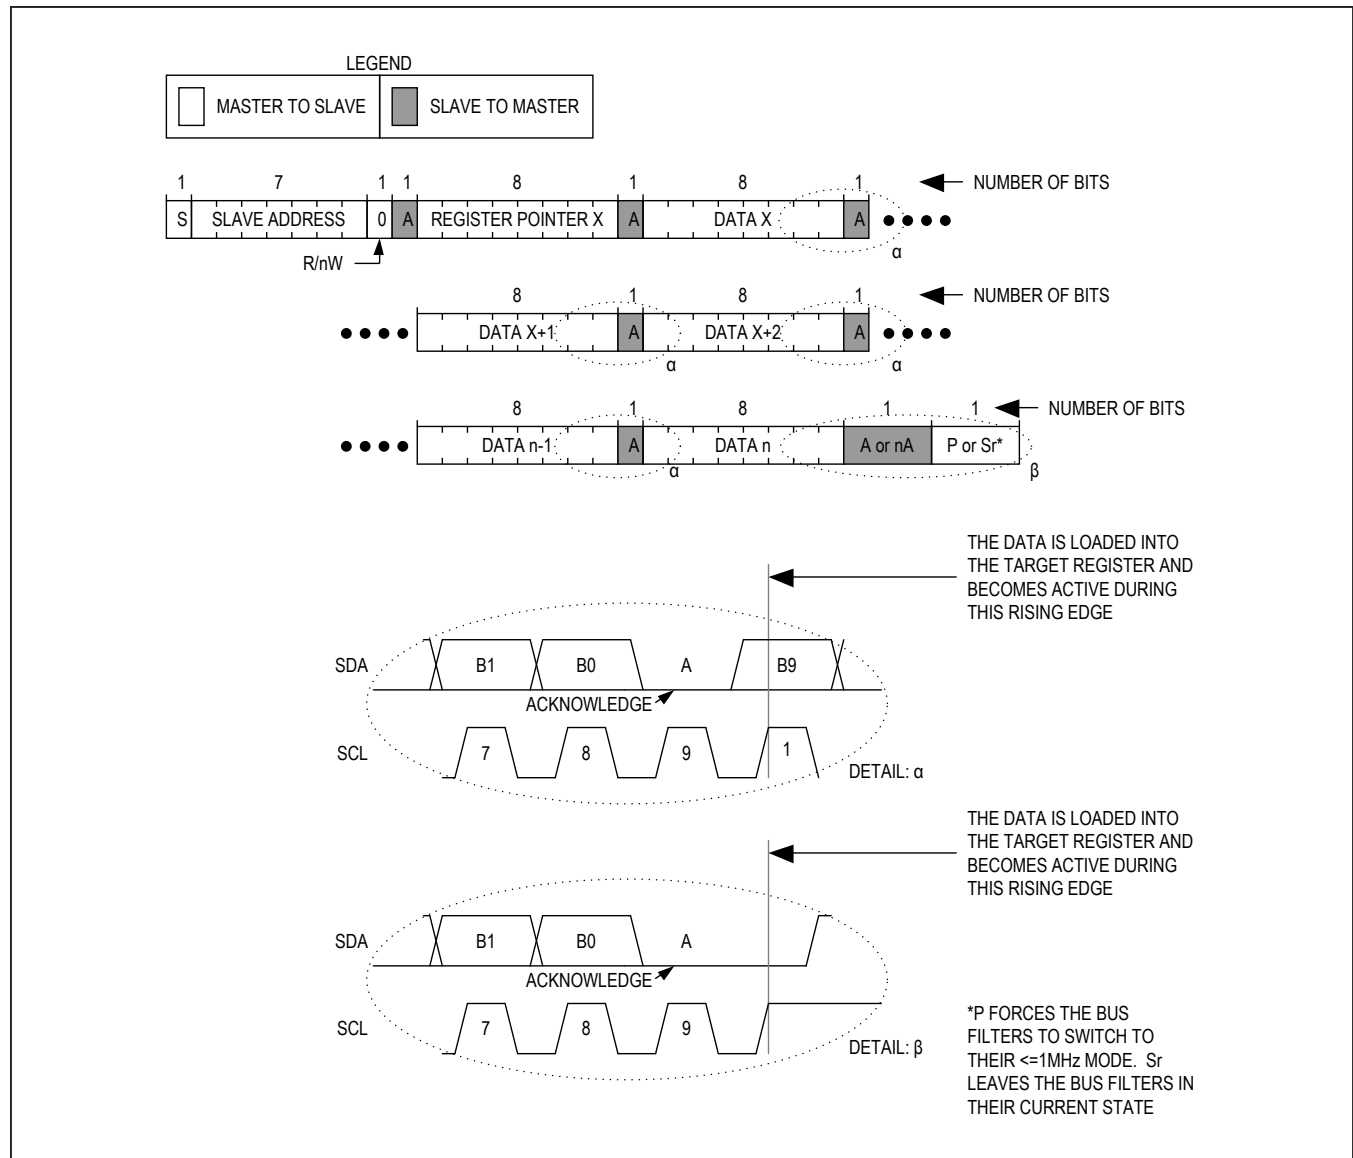 LEGEND
MASTER TO SLAVE SLAVE TO MASTER
1 7 1 1 8 1 8 1 NUMBER OF BITS
S SLAVE ADDRESS 0 A REGISTER POINTER X A DATA X A
α
R/nW
8 1 8 1 NUMBER OF BITS
DATA X+1 A DATA X+2 A
α α
8 1 8 1 1 NUMBER OF BITS
DATA n-1 A DATA n A or nA P or Sr*
α β
THE DATA IS LOADED INTO
THE TARGET REGISTER AND
BECOMES ACTIVE DURING
THIS RISING EDGE
SDA B1 B0 A B9
ACKNOWLEDGE
SCL 7 8 9 1
DETAIL: α
THE DATA IS LOADED INTO
THE TARGET REGISTER AND
BECOMES ACTIVE DURING
THIS RISING EDGE
SDA B1 B0 A
ACKNOWLEDGE
SCL 7 8 9
DETAIL: β
*P FORCES THE BUS
FILTERS TO SWITCH TO
THEIR <=1MHz MODE. Sr
LEAVES THE BUS FILTERS IN
THEIR CURRENT STATE